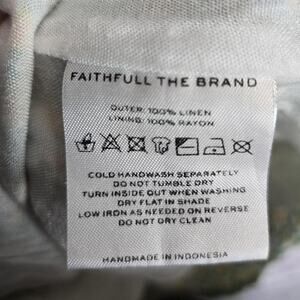 FAITHFULL THE BRAND
OUTER: 100% LINEN
LINING: 100% RAYON
COLD HANDWASH SEPARATELY
DO NOT TUMBLE DRY
TURN INSIDE OUT WHEN WASHING
DRY FLAT IN SHADE
LOW IRON AS NEEDED ON REVERSE
DO NOT DRY CLEAN
HANDMADE IN INDONESIA